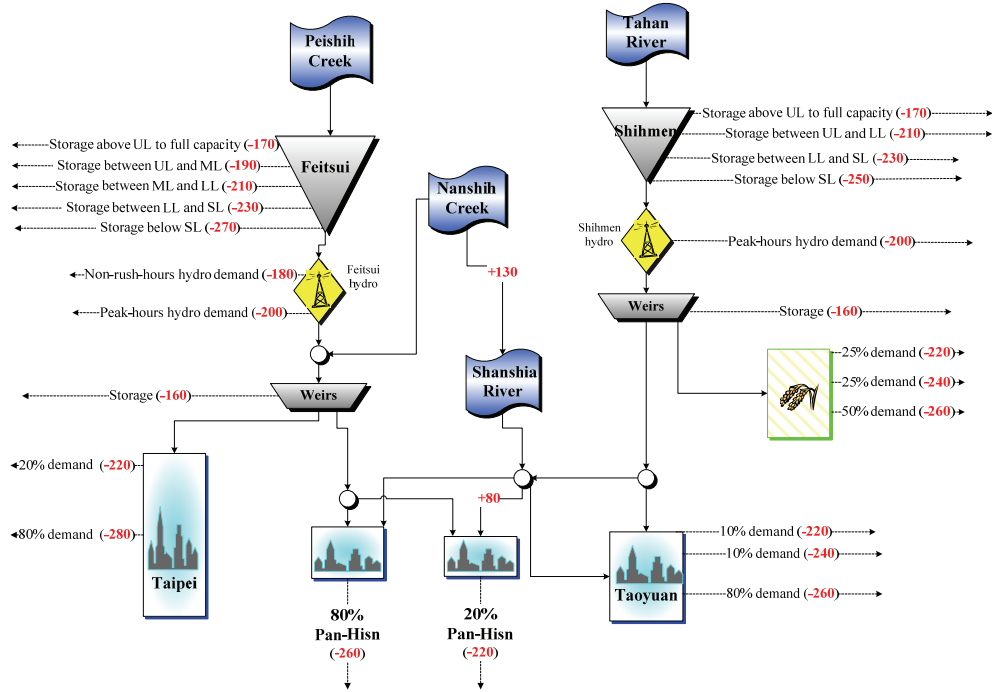 Peishih
Creek
Tahan
River
Storage above UL to full capacity (-170)
Storage between UL and ML (-190)
Storage between ML and LL (-210)
Storage between LL and SL (-230)
Storage below SL (-270)
Feitsui
Non-rush-hours hydro demand (-180)
Peak-hours hydro demand (-200)
Feitsui
hydro
Nanshih
Creek
+130
Shanshia
River
Shihmen
Storage above UL to full capacity (-170)
Storage between UL and LL (-210)
Storage between LL and SL (-230)
Storage below SL (-250)
Shihmen
hydro
Peak-hours hydro demand (-200)
Weirs
Storage (-160)
25% demand (-220)
25% demand (-240)
50% demand (-260)
Storage (-160)
Weirs
20% demand (-220)
80% demand (-280)
Taipei
+80
80%
Pan-Hisn
(-260)
20%
Pan-Hisn
(-220)
Taoyuan
10% demand (-220)
10% demand (-240)
80% demand (-260)